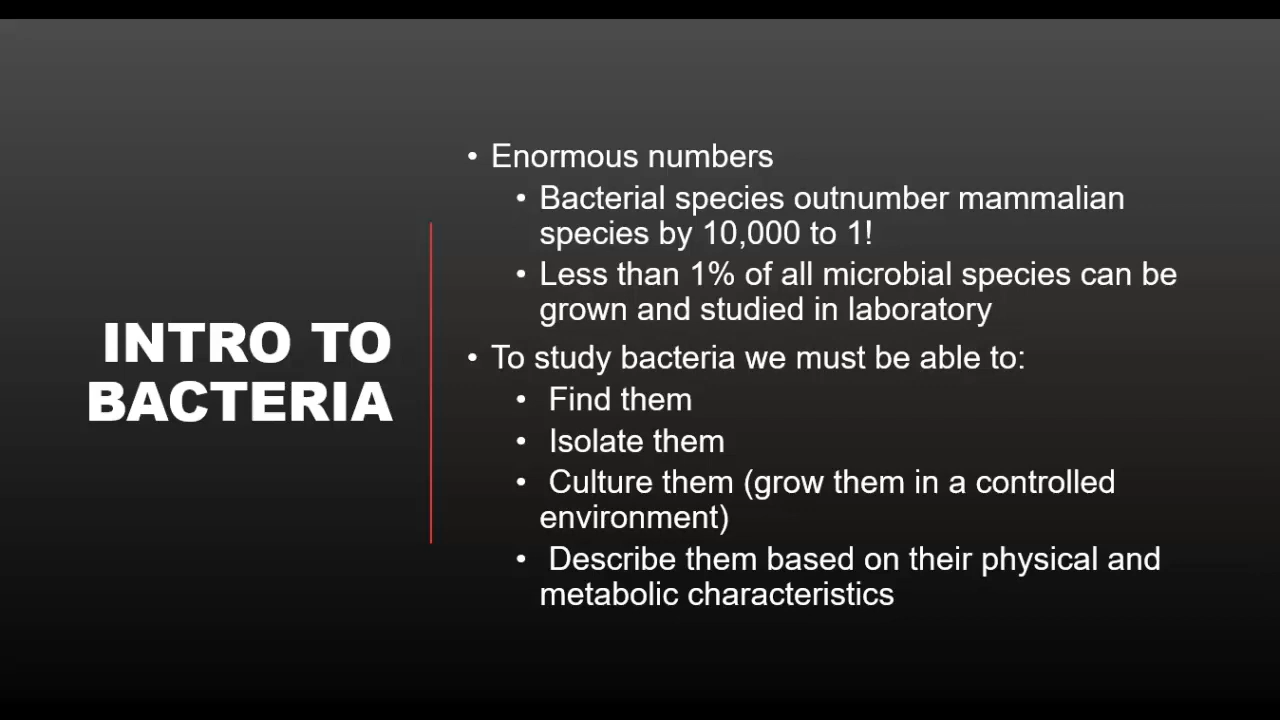 INTRO TO
BACTERIA
• Enormous numbers
• Bacterial species outnumber mammalian
species by 10,000 to 1!
• Less than 1% of all microbial species can be
grown and studied in laboratory
• To study bacteria we must be able to:
• Find them
• Isolate them
• Culture them (grow them in a controlled
environment)
• Describe them based on their physical and
metabolic characteristics